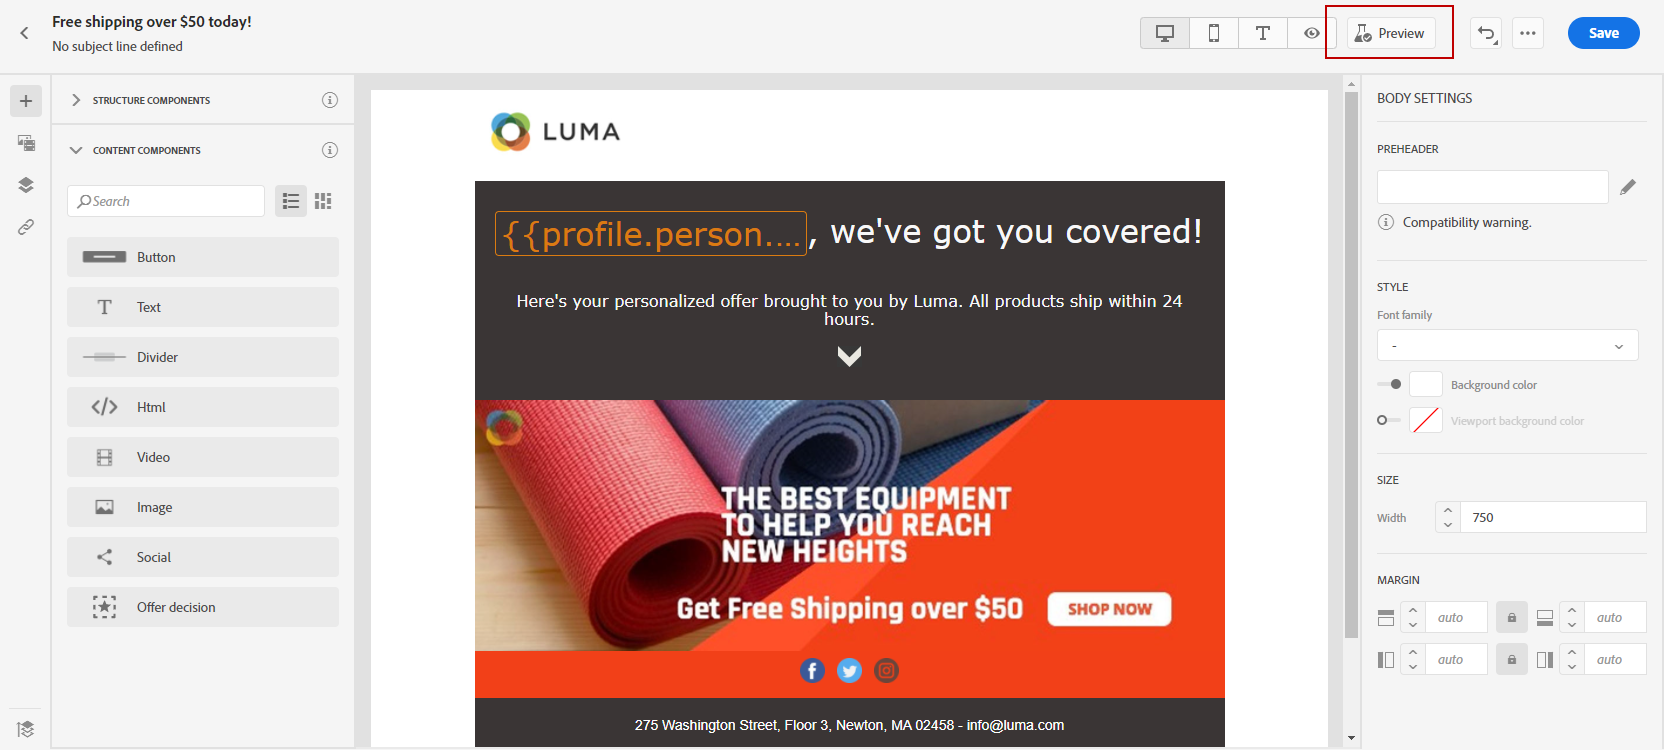 Free shipping over $50 today!
No subject line defined
Preview
Save
STRUCTURE COMPONENTS
CONTENT COMPONENTS
Search
Button
Text
Divider
Html
Video
Image
Social
Offer decision
LUMA
{{profile.person.... , we've got you covered!
Here's your personalized offer brought to you by Luma. All products ship within 24
hours.
THE BEST EQUIPMENT
TO HELP YOU REACH
NEW HEIGHTS
Get Free Shipping over $50 SHOP NOW
275 Washington Street, Floor 3, Newton, MA 02458 - info@luma.com
BODY SETTINGS
PREHEADER
Compatibility warning.
STYLE
Font family
-
Background color
Viewport background color
SIZE
Width 750
MARGIN
auto auto
auto auto